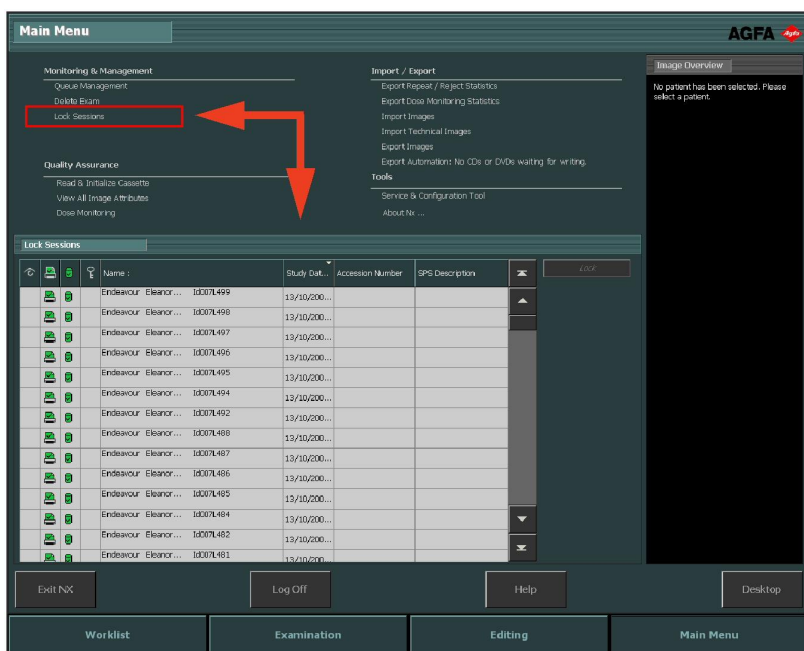 Main Menu
AGFA
Agfa
Monitoring & Management
Queue Management
Delete Exam
Lock Sessions
Quality Assurance
Read & Initialize Cassette
View All Image Attributes
Dose Monitoring
Import / Export
Export Repeat / Reject Statistics
Export Dose Monitoring Statistics
Import Images
Import Technical Images
Export Images
Export Automation: No CDs or DVDs waiting for writing.
Tools
Service & Configuration Tool
About Nx ...
Image Overview
No patient has been selected. Please
select a patient.
Lock Sessions
Name : Study Dat... Accession Number SPS Description
Lock
Endeavour Eleanor... Id007L499 13/10/200...
Endeavour Eleanor... Id007L498 13/10/200...
Endeavour Eleanor... Id007L497 13/10/200...
Endeavour Eleanor... Id007L496 13/10/200...
Endeavour Eleanor... Id007L495 13/10/200...
Endeavour Eleanor... Id007L494 13/10/200...
Endeavour Eleanor... Id007L492 13/10/200...
Endeavour Eleanor... Id007L488 13/10/200...
Endeavour Eleanor... Id007L487 13/10/200...
Endeavour Eleanor... Id007L486 13/10/200...
Endeavour Eleanor... Id007L485 13/10/200...
Endeavour Eleanor... Id007L484 13/10/200...
Endeavour Eleanor... Id007L482 13/10/200...
Endeavour Eleanor... Id007L481 13/10/200...
Exit NX
Log Off
Help
Desktop
Worklist
Examination
Editing
Main Menu